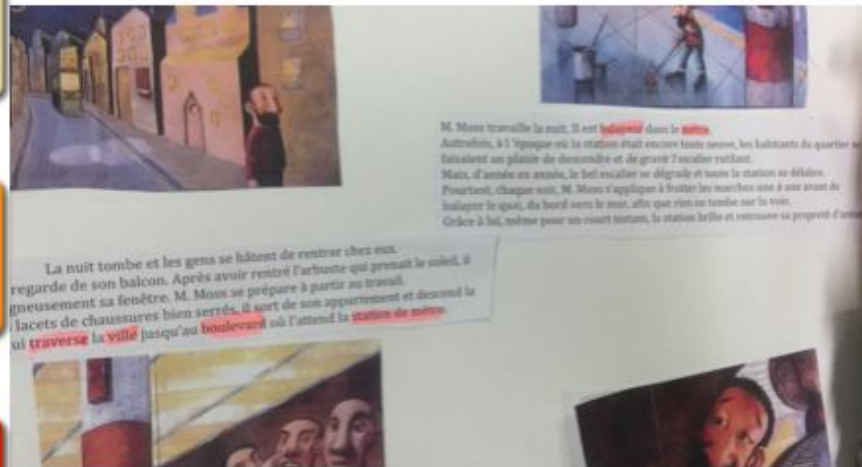 M. Moss travaille la nuit. Il est balayeur dans le métro.
Autrefois, à l'époque où la station était encore toute neuve, les habitants du quartier se
faisaient un plaisir de descendre et de gravir l'escalier rutilant.
Mais, d'année en année, le bel escalier se dégrade et toute la station se délabre.
Pourtant, chaque soir, M. Moss s'applique à frotter les marches une à une avant de
balayer le quai, du bord vers le mur, afin que rien ne tombe sur la voie.
Grâce à lui, même pour un court instant, la station brille et retrouve sa propreté
La nuit tombe et les gens se hâtent de rentrer chez eux.
regarde de son balcon. Après avoir rentré l'arbuste qui prenait le soleil, il
gneusement sa fenêtre. M. Moss se prépare à partir au travail.
lacets de chaussures bien serrés, il sort de son appartement et descend la
ui traverse la ville jusqu'au boulevard où l'attend la station de métro.